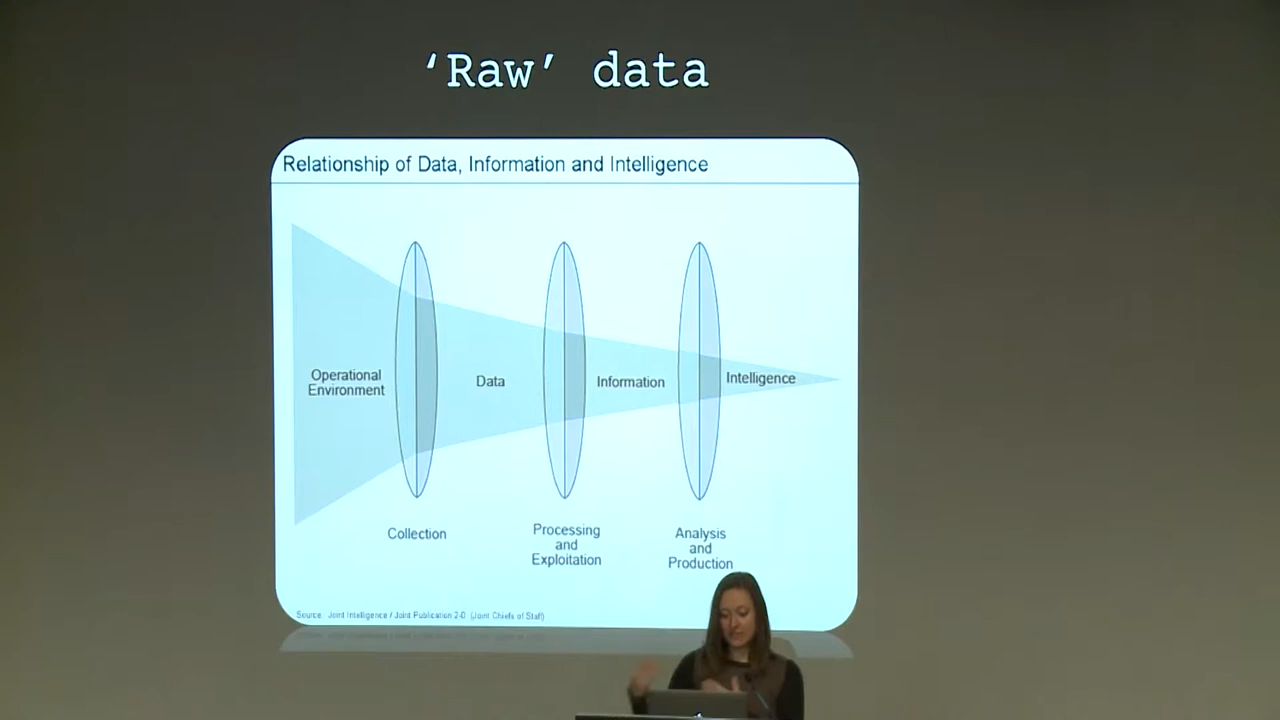 ‘Raw’ data
Relationship of Data, Information and Intelligence
Operational
Environment
Data
Information
Intelligence
Collection
Processing
and
Exploitation
Analysis
and
Production
Source: Joint Intelligence / Joint Publication 2-0 (Joint Chiefs of Staff)